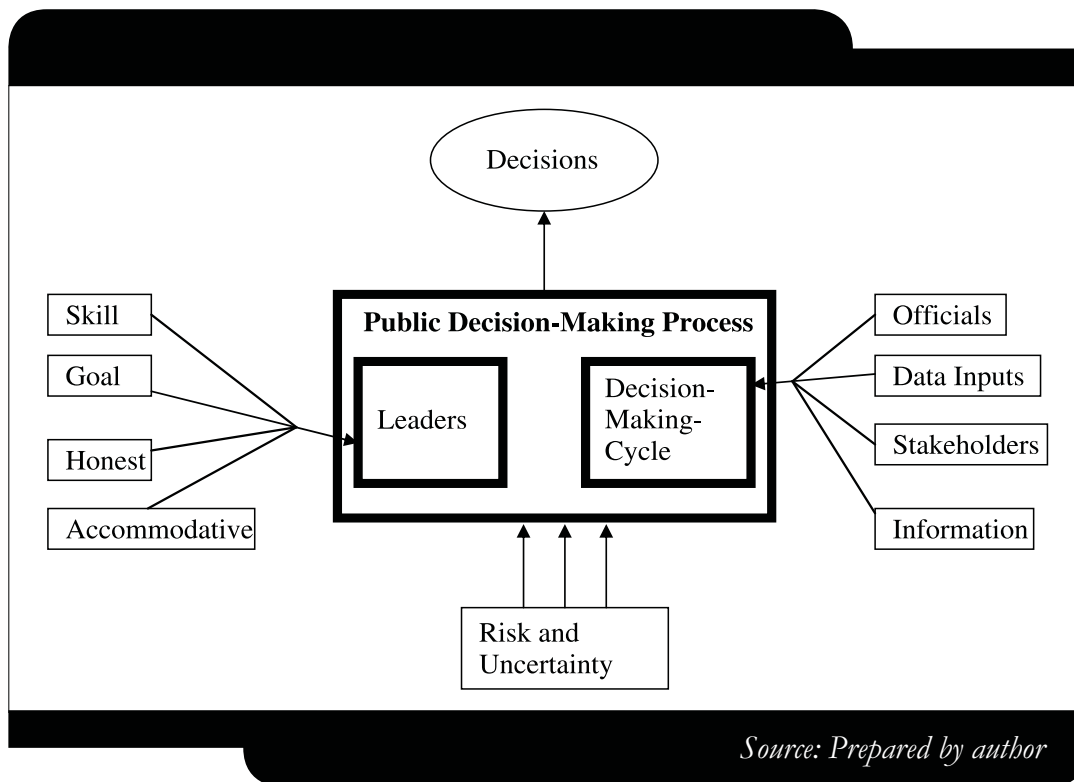 Decisions
Public Decision-Making Process
Leaders
Decision-
Making-
Cycle
Skill
Goal
Honest
Accommodative
Officials
Data Inputs
Stakeholders
Information
Risk and
Uncertainty
Source: Prepared by author